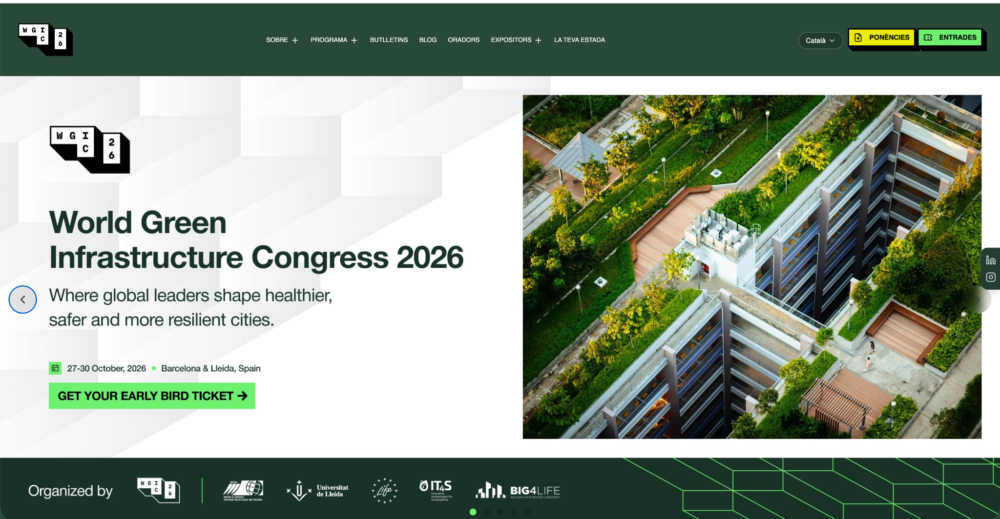 WGI
C
26
SOBRE
PROGRAMA
BUTLLETINS
BLOG
ORADORS
EXPOSITORS
LA TEVA ESTADA
Català
PONÈNCIES
ENTRADES
WGI
C
26
World Green
Infrastructure Congress 2026
Where global leaders shape healthier,
safer and more resilient cities.
27-30 October, 2026 Barcelona & Lleida, Spain
GET YOUR EARLY BIRD TICKET →
Organized by
WGI
C
26
WGIN
WORLD GREEN
INFRASTRUCTURE NETWORK
Universitat
de Lleida
Life
IT4S
Innovative
Technologies for
Sustainability
BIG4LIFE
BUILDING-INTEGRATED GREENERY